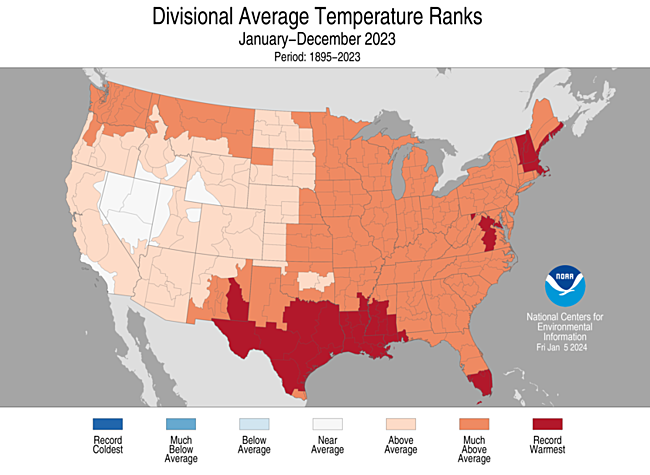 Divisional Average Temperature Ranks
January–December 2023
Period: 1895–2023
NOAA
National Centers for
Environmental
Information
Fri Jan 5 2024
Record
Coldest
Much
Below
Average
Below
Average
Near
Average
Above
Average
Much
Above
Average
Record
Warmest